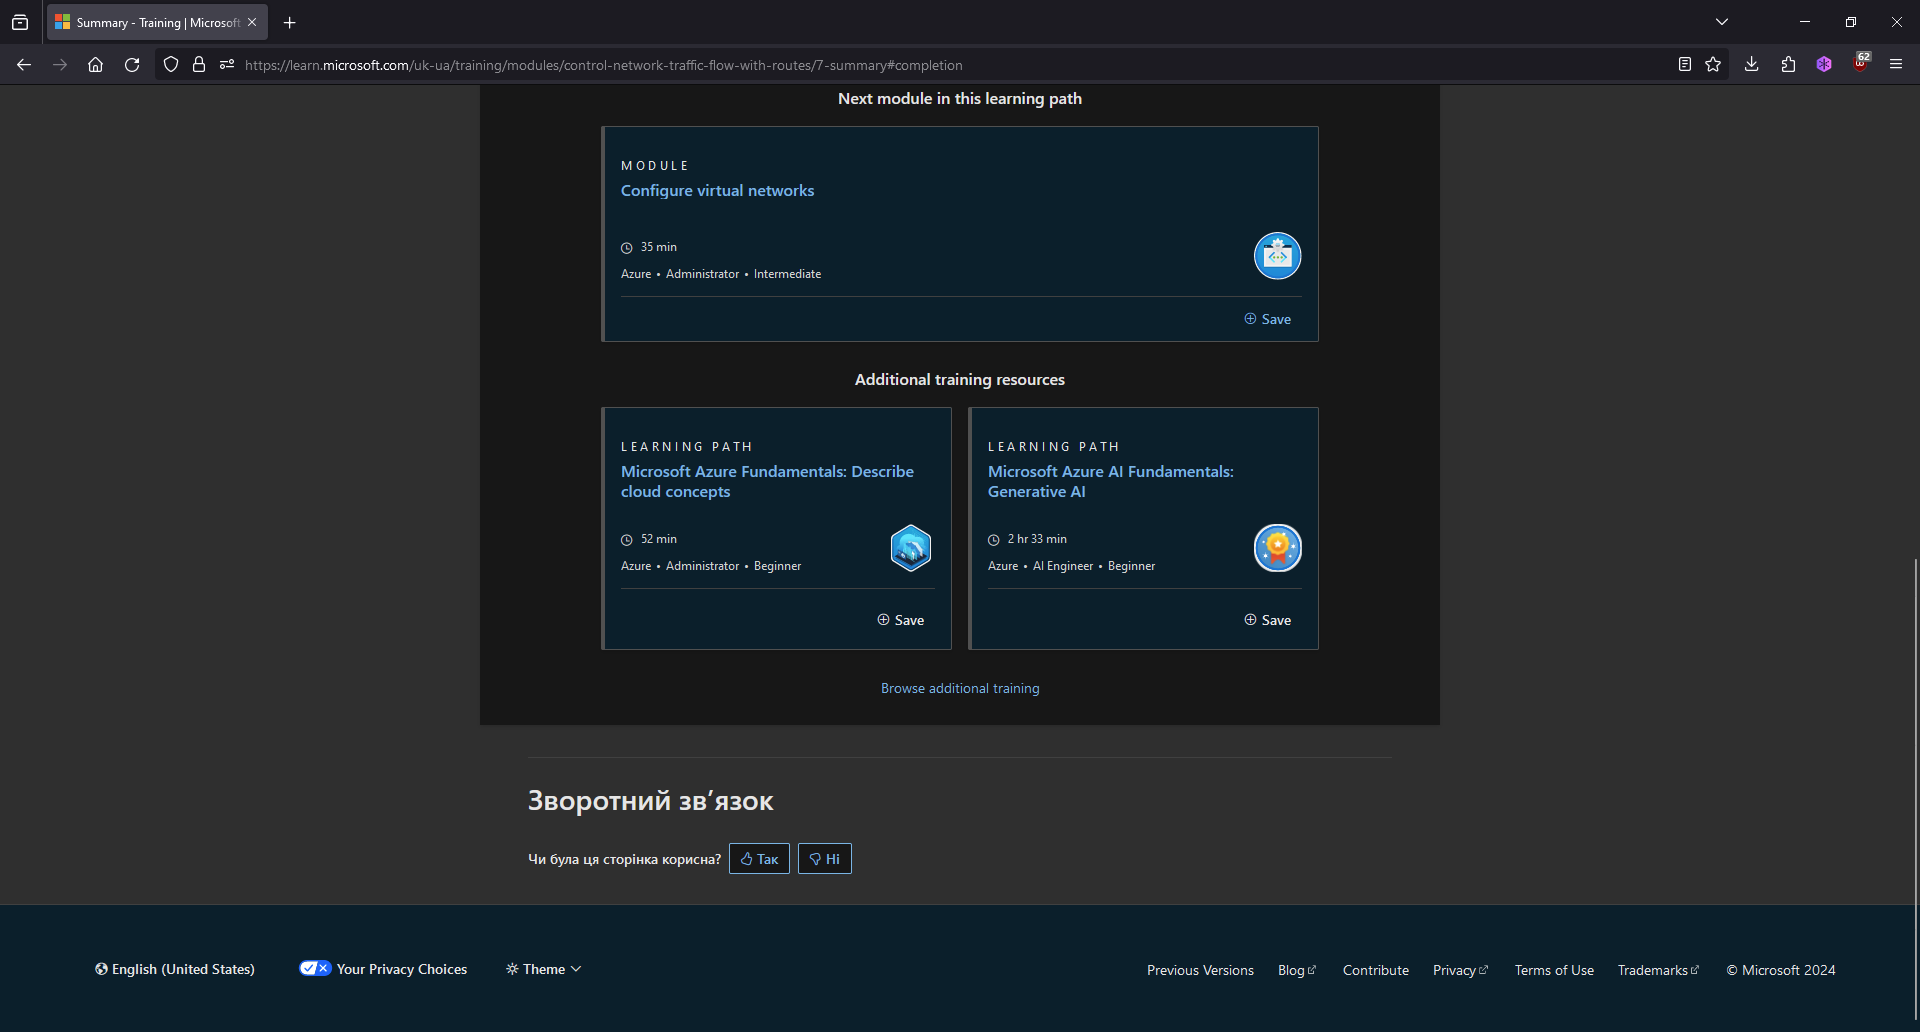 Summary - Training | Microsoft
https://learn.microsoft.com/uk-ua/training/modules/control-network-traffic-flow-with-routes/7-summary#completion
62
Next module in this learning path
MODULE
Configure virtual networks
35 min
Azure • Administrator • Intermediate
Save
Additional training resources
LEARNING PATH
Microsoft Azure Fundamentals: Describe
cloud concepts
52 min
Azure • Administrator • Beginner
Save
LEARNING PATH
Microsoft Azure AI Fundamentals:
Generative AI
2 hr 33 min
Azure • AI Engineer • Beginner
Save
Browse additional training
Зворотний зв’язок
Чи була ця сторінка корисна? Так Ні
English (United States) Your Privacy Choices Theme
Previous Versions Blog Contribute Privacy Terms of Use Trademarks © Microsoft 2024